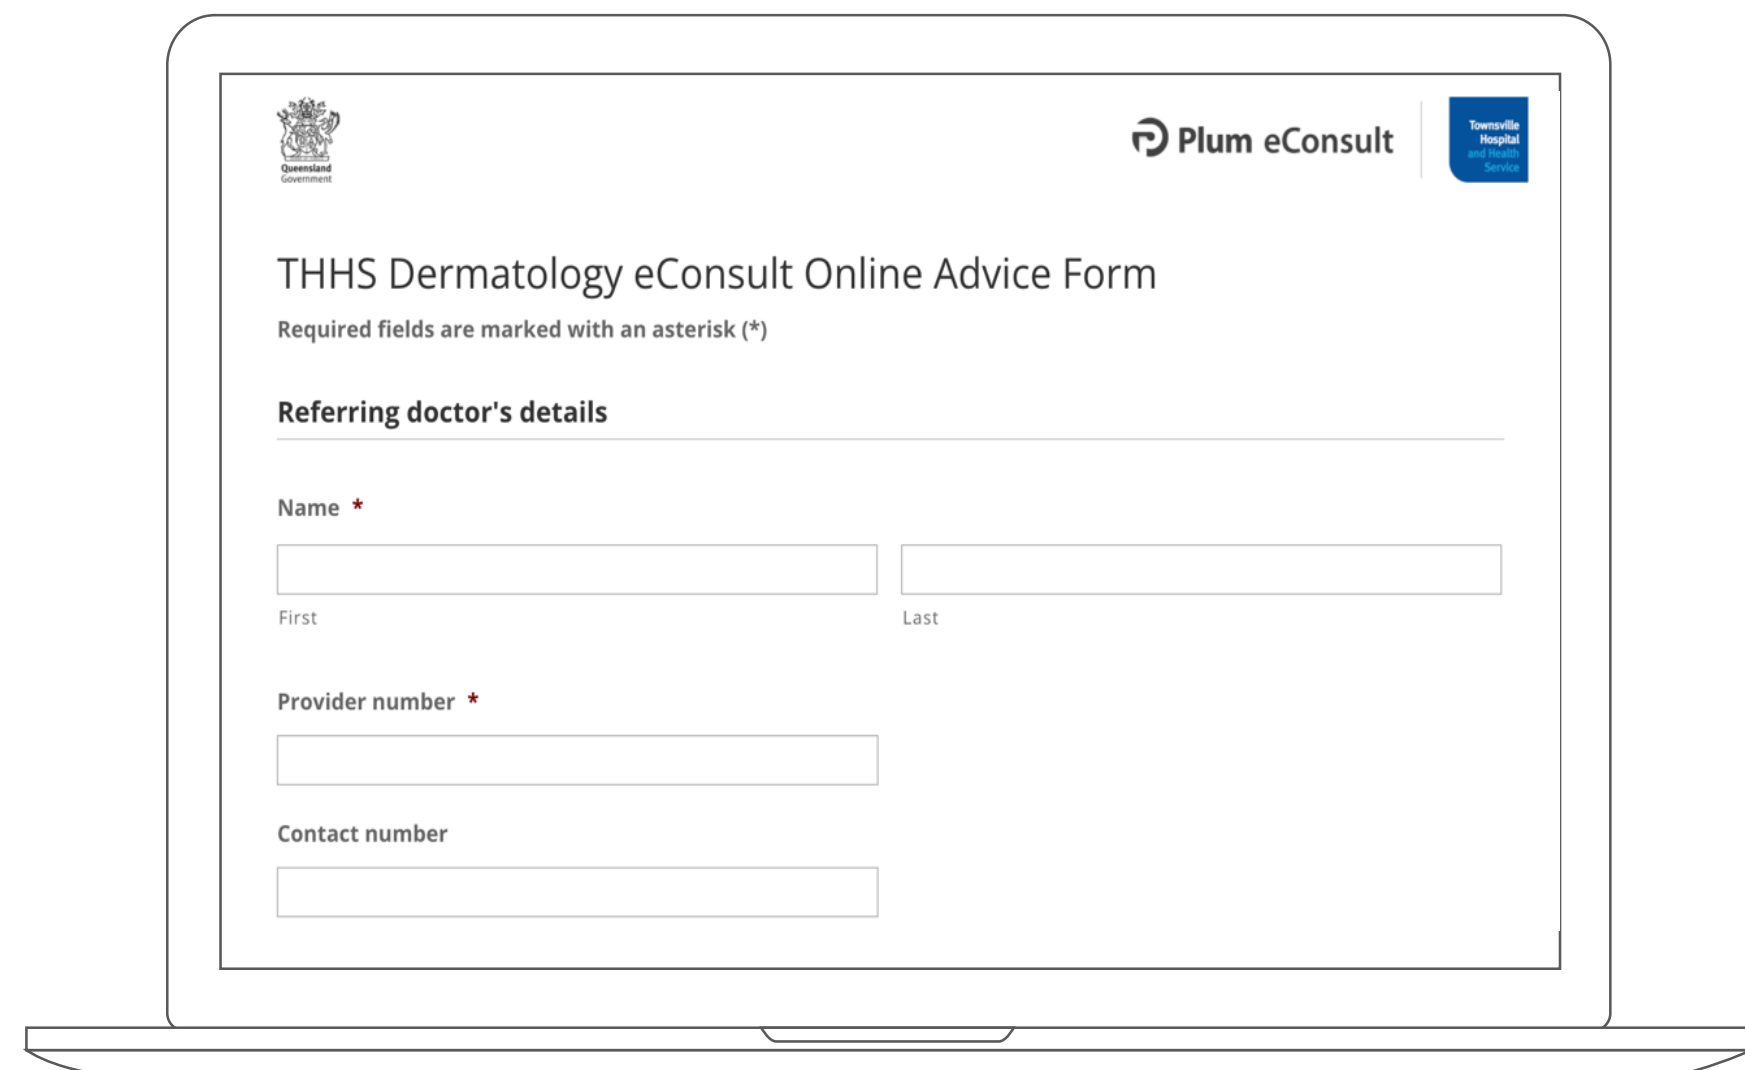 Queensland
Government
Plum eConsult
Townsville
Hospital
and Health
Service
THHS Dermatology eConsult Online Advice Form
Required fields are marked with an asterisk (*)
Referring doctor's details
Name *
First
Last
Provider number *
Contact number